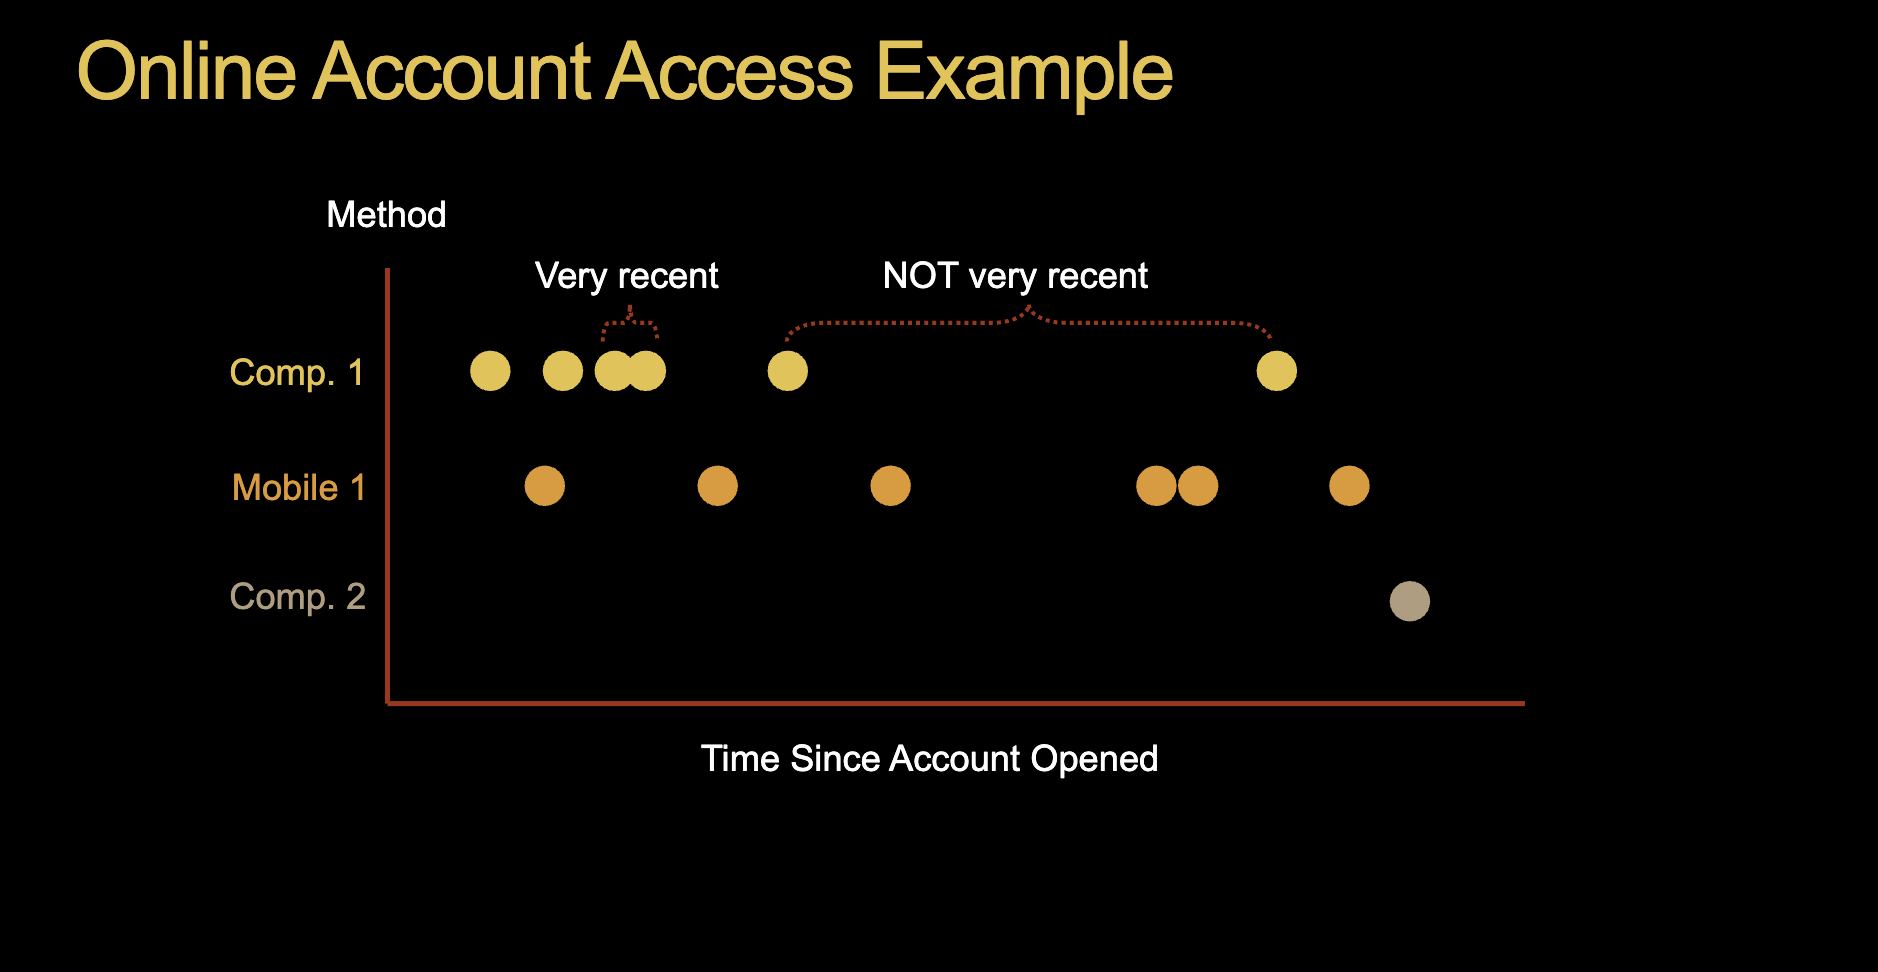 Online Account Access Example
Method
Very recent
NOT very recent
Comp. 1
Mobile 1
Comp. 2
Time Since Account Opened